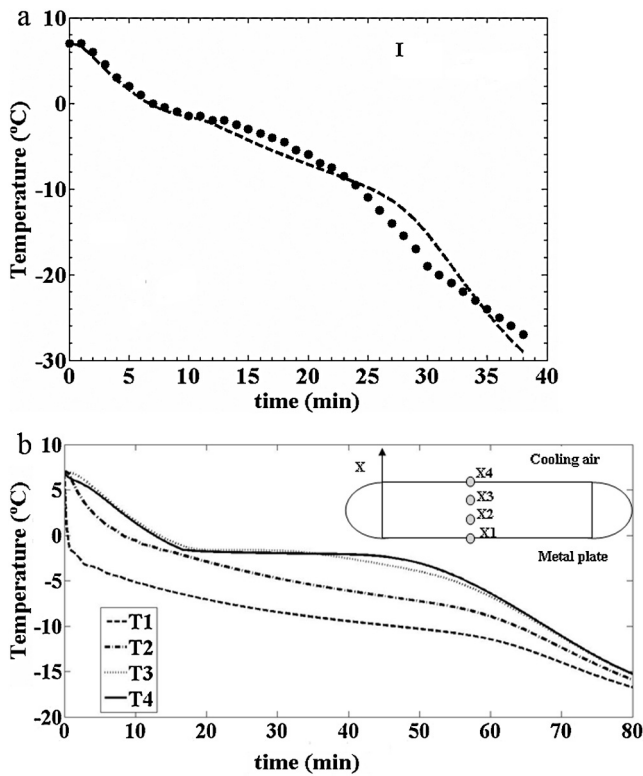 a
I
Temperature (ºC)
10
0
-10
-20
-30
0 5 10 15 20 25 30 35 40
time (min)
b
Temperature (ºC)
10
5
0
-5
-10
-15
-20
X
X4
X3
X2
X1
Cooling air
Metal plate
T1
T2
T3
T4
0 10 20 30 40 50 60 70 80
time (min)